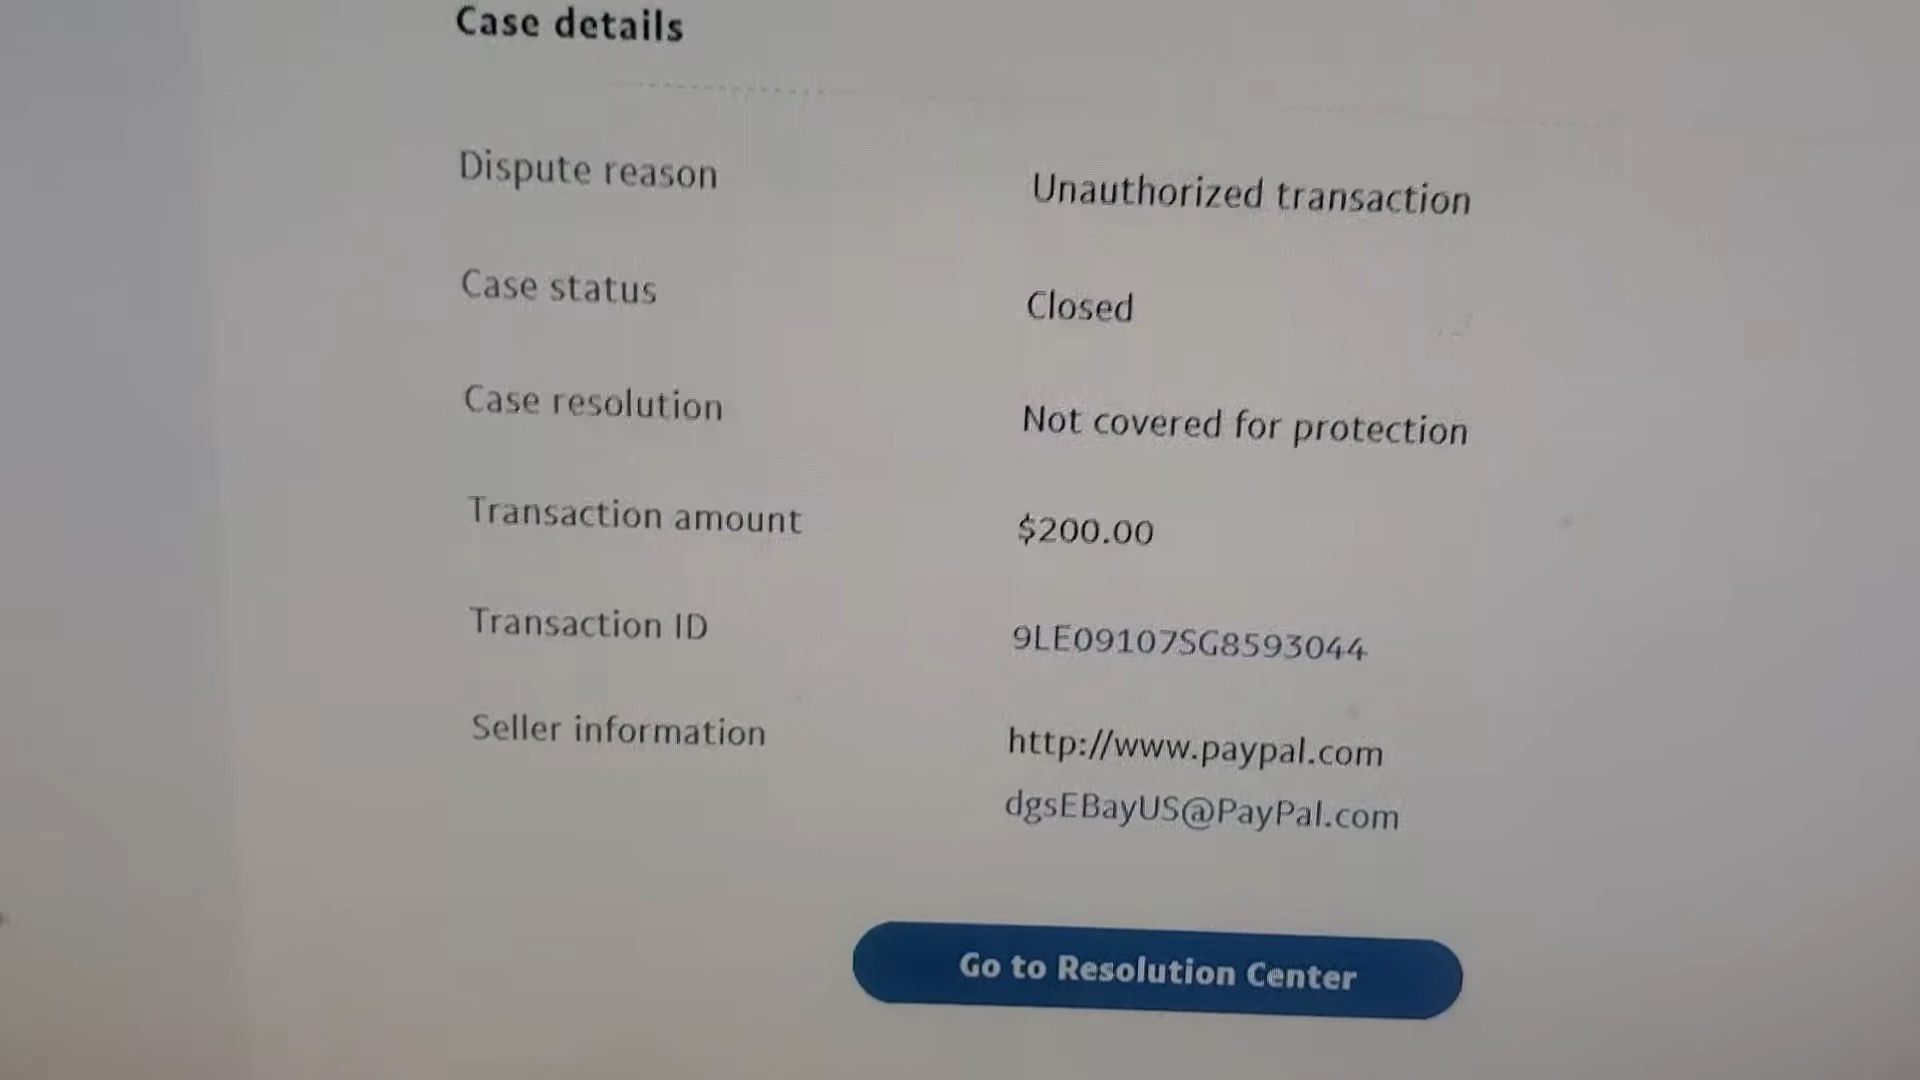 Case details
Dispute reason Unauthorized transaction
Case status Closed
Case resolution Not covered for protection
Transaction amount $200.00
Transaction ID 9LE09107SG8593044
Seller information http://www.paypal.com
dgsEBayUS@PayPal.com
Go to Resolution Center